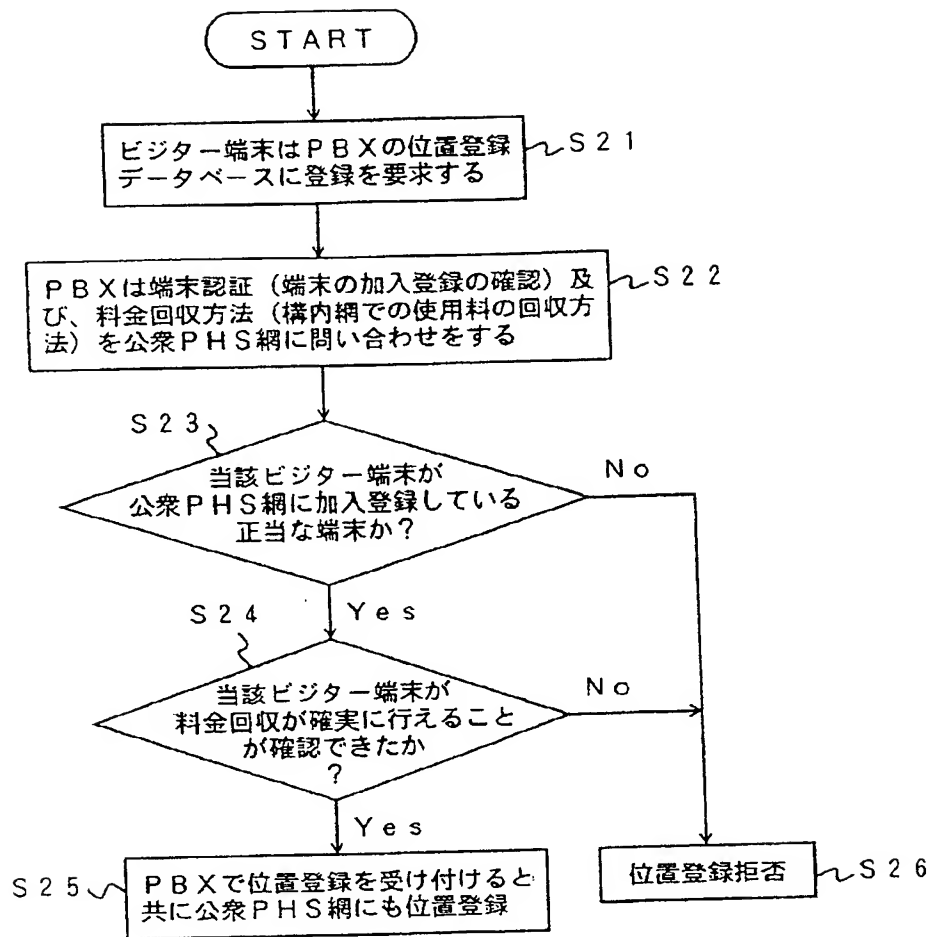 START
ビジター端末はPBXの位置登録
データベースに登録を要求する
S21
PBXは端末認証（端末の加入登録の確認）及
び、料金回収方法（構内網での使用料の回収方
法）を公衆PHS網に問い合わせをする
S22
S23
当該ビジター端末が
公衆PHS網に加入登録している
正当な端末か？
No
Yes
S24
当該ビジター端末が
料金回収が確実に行えること
が確認できたか
？
No
Yes
S25
PBXで位置登録を受け付けると
共に公衆PHS網にも位置登録
位置登録拒否
S26